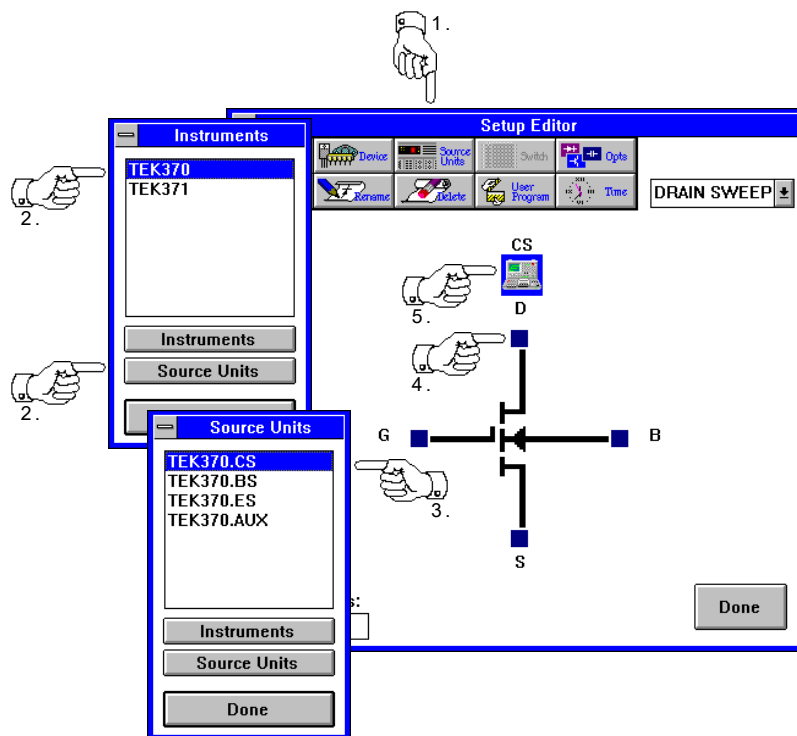 1.
Setup Editor
Instruments
Device
Source Units
Switch
Opts
Rename
Delete
User Program
Time
DRAIN SWEEP
TEK370
TEK371
2.
CS
5.
D
Instruments
Source Units
2.
4.
G
B
Source Units
TEK370.CS
TEK370.BS
TEK370.ES
TEK370.AUX
3.
S
s:
Instruments
Source Units
Done
Done